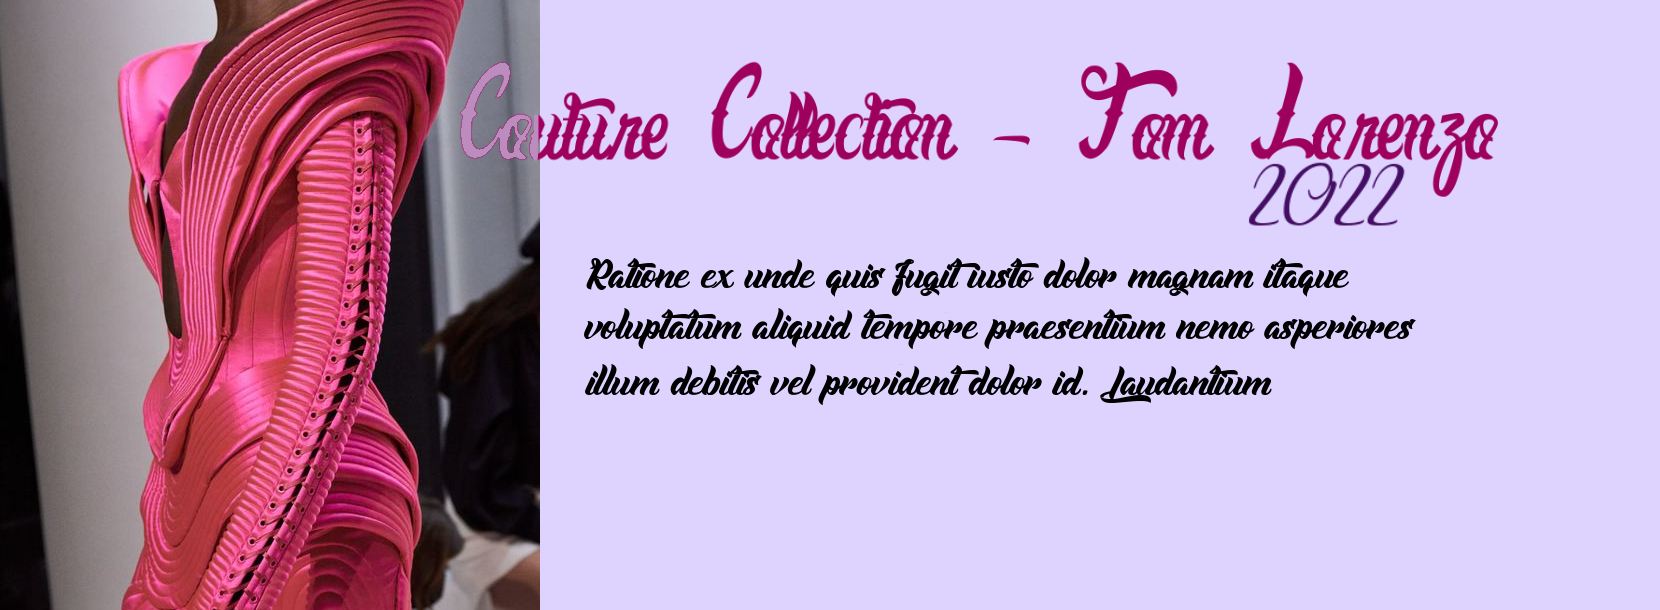 Couture Collection - Tom Lorenzo
2022
Ratione ex unde quis fugit iusto dolor magnam itaque
voluptatum aliquid tempore praesentium nemo asperiores
illum debitis vel provident dolor id. Laudantium